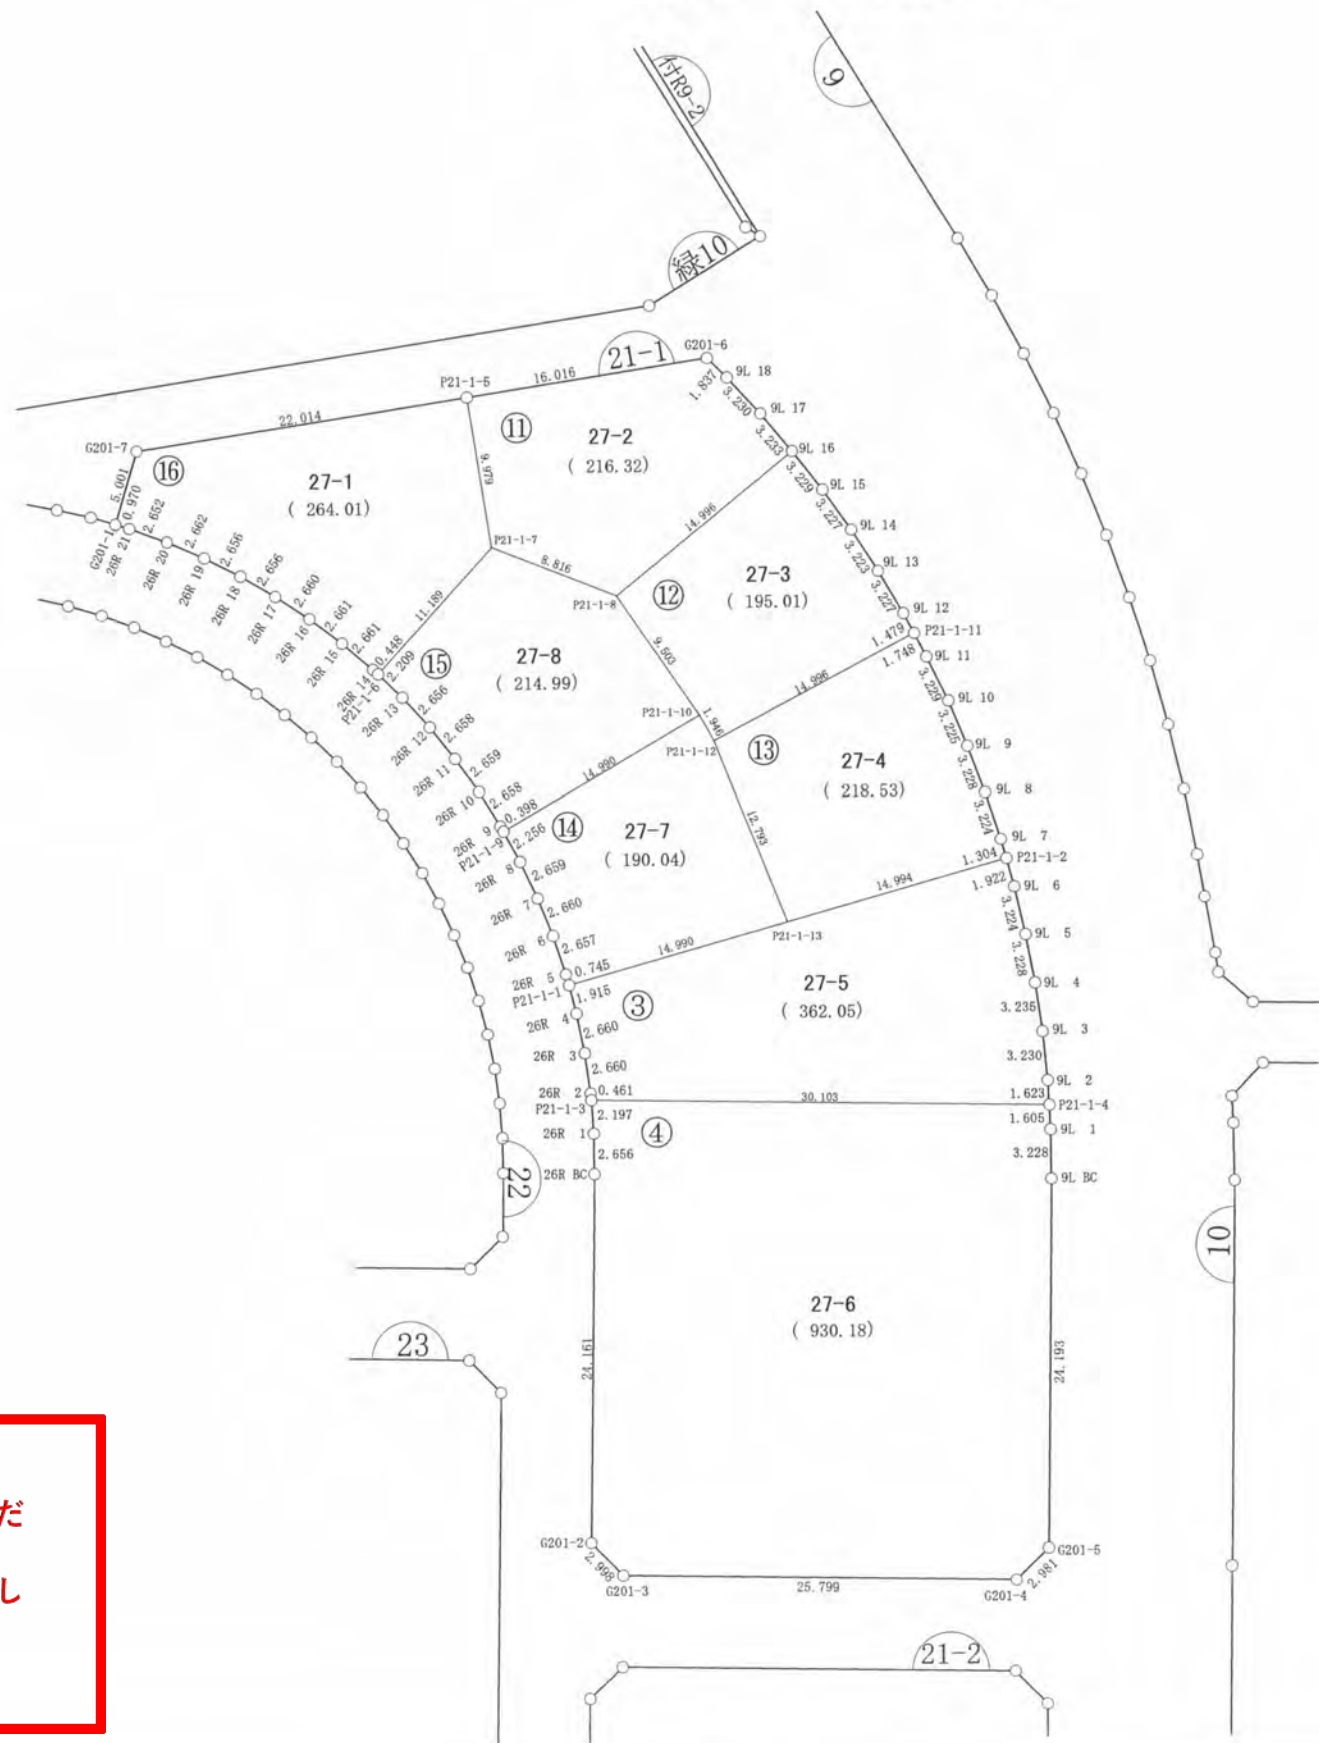 付R9-2
9
緑10
21-1
G201-6
P21-1-5
16.016
9L 18
1.837
3.230
9L 17
22.014
⑪
27-2
( 216.32)
3.233
9L 16
G201-7
⑯
27-1
( 264.01)
9.979
3.229
9L 15
5.001
0.970
2.652
14.996
3.227
9L 14
G201-1
26R 21
2.662
26R 20
2.656
26R 19
P21-1-7
8.816
3.223
9L 13
2.656
26R 18
27-3
( 195.01)
3.227
9L 12
2.660
26R 17
11.189
P21-1-8
⑫
1.479
P21-1-11
2.661
26R 16
1.748
9L 11
2.661
26R 15
0.448
⑮
27-8
( 214.99)
9.503
14.996
3.229
9L 10
26R 14
P21-1-6
2.209
26R 13
2.656
P21-1-10
1.946
3.225
9L 9
26R 12
2.658
P21-1-12
⑬
27-4
( 218.53)
3.228
9L 8
26R 11
2.659
14.990
26R 10
2.658
0.398
3.224
9L 7
26R 9
P21-1-9
⑭
27-7
( 190.04)
12.793
1.304
P21-1-2
2.256
26R 8
2.659
14.994
1.922
9L 6
26R 7
2.660
3.224
9L 5
26R 6
2.657
14.990
P21-1-13
3.228
26R 5
0.745
9L 4
P21-1-1
1.915
③
27-5
( 362.05)
26R 4
2.660
3.235
9L 3
26R 3
2.660
3.230
26R 2
0.461
9L 2
P21-1-3
30.103
1.623
P21-1-4
2.197
④
1.605
26R 1
9L 1
2.656
3.228
26R BC
9L BC
22
10
27-6
( 930.18)
23
24.161
24.193
G201-2
2.998
G201-3
25.799
G201-4
2.981
G201-5
21-2
だ
し